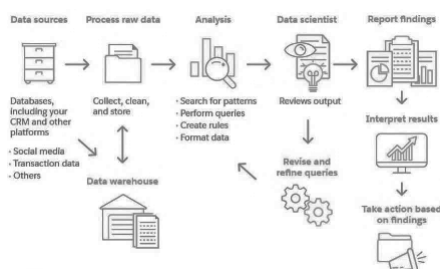 Data sources
Process raw data
Analysis
Data scientist
Report findings
Databases,
including your
CRM and other
platforms
• Social media
• Transaction data
• Others
Collect, clean,
and store
• Search for patterns
• Perform queries
• Create rules
• Format data
Reviews output
Interpret results
Data warehouse
Revise and
refine queries
Take action based
on findings